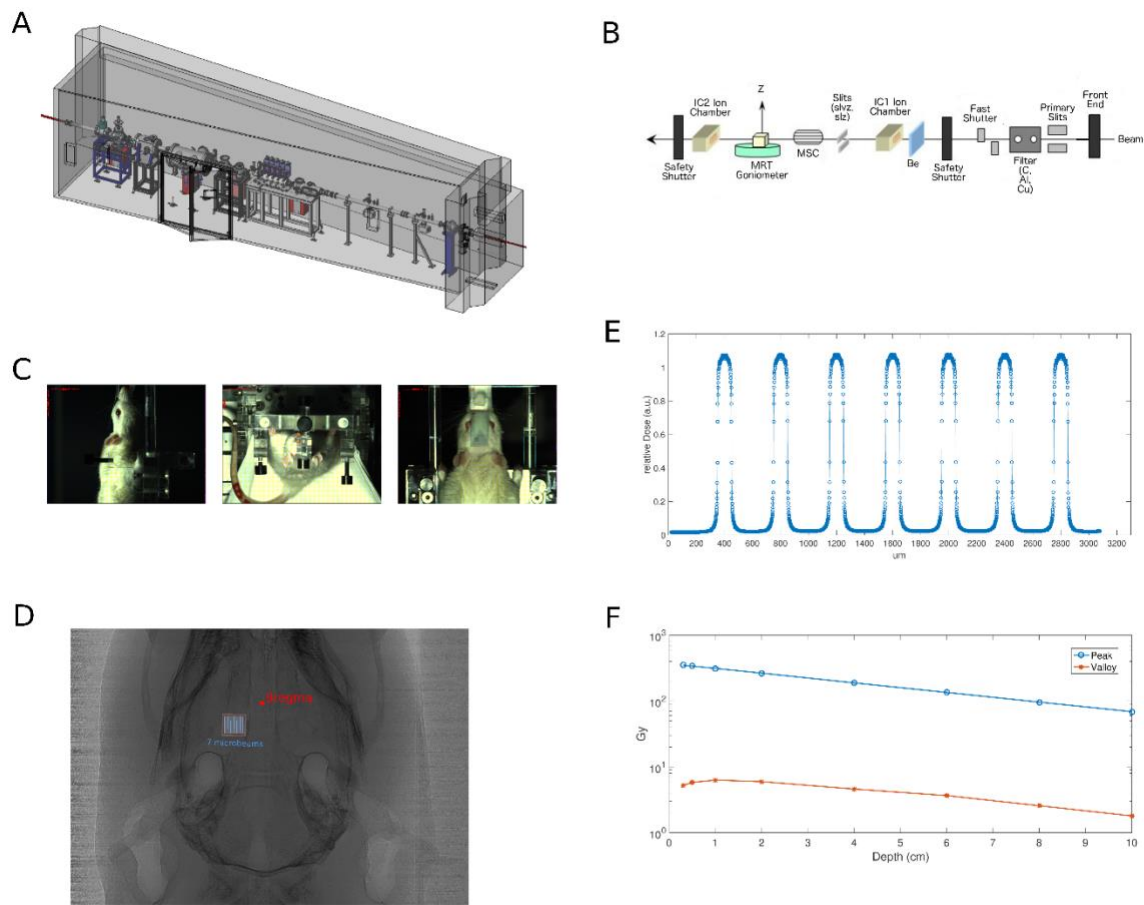 A
B
Z
IC2 Ion
Chamber
Safety
Shutter
MRT
Goniometer
MSC
Slits
(slvz.
slz)
IC1 Ion
Chamber
Be
Safety
Shutter
Fast
Shutter
Filter
(C,
Al,
Cu)
Primary
Slits
Front
End
Beam
C
D
Bregma
7 microbeams
E
relative Dose (a.u.)
1.2
1
0.8
0.6
0.4
0.2
0
0 200 400 600 800 1000 1200 1400 1600 1800 2000 2200 2400 2600 2800 3000 3200
um
F
Gy
10³
10²
10¹
10⁰
Peak
Valley
0 1 2 3 4 5 6 7 8 9 10
Depth (cm)